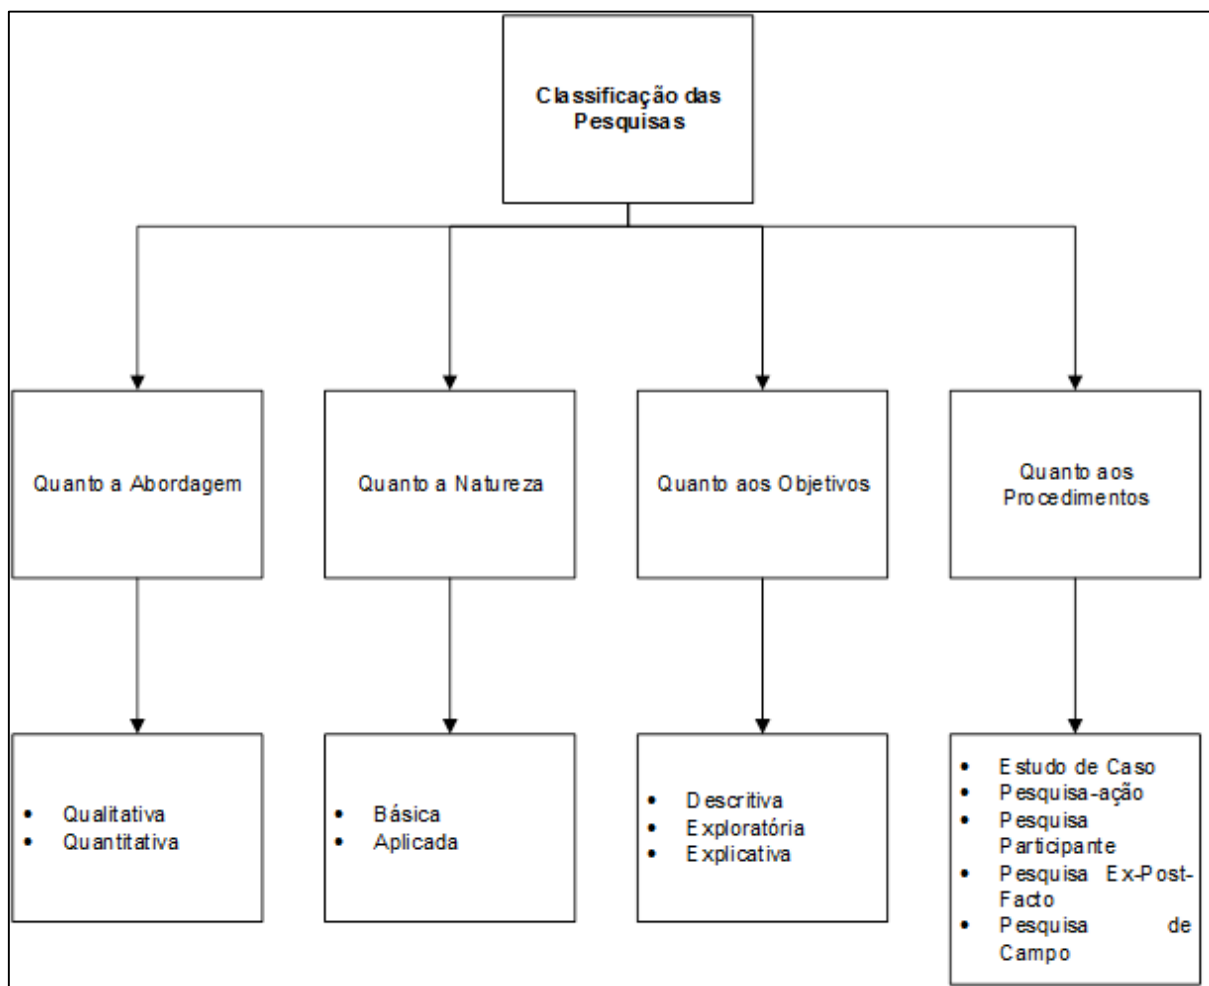 Classificação das
Pesquisas
Quanto a Abordagem
Quanto a Natureza
Quanto aos Objetivos
Quanto aos
Procedimentos
• Qualitativa
• Quantitativa
• Básica
• Aplicada
• Descritiva
• Exploratória
• Explicativa
• Estudo de Caso
• Pesquisa-ação
• Pesquisa
Participante
• Pesquisa Ex-Post-
Facto
• Pesquisa de
Campo